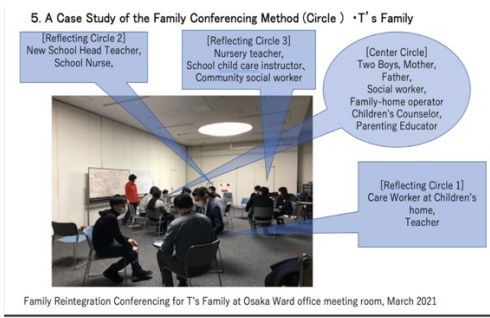 5. A Case Study of the Family Conferencing Method (Circle ) ・T's Family
[Reflecting Circle 2]
New School Head Teacher,
School Nurse,
[Reflecting Circle 3]
Nursery teacher,
School child care instructor,
Community social worker
[Center Circle]
Two Boys, Mother,
Father,
Social worker,
Family-home operator
Children's Counselor,
Parenting Educator
[Reflecting Circle 1]
Care Worker at Children's
home,
Teacher
Family Reintegration Conferencing for T's Family at Osaka Ward office meeting room, March 2021